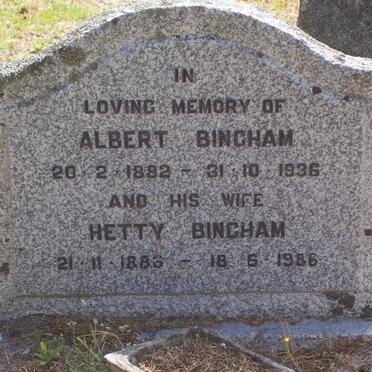 IN
LOVING MEMORY OF
ALBERT BINGHAM
20 · 2 · 1882 – 31 · 10 · 1936
AND HIS WIFE
HETTY BINGHAM
21 · 11 · 1883 – 18 · 6 · 1986